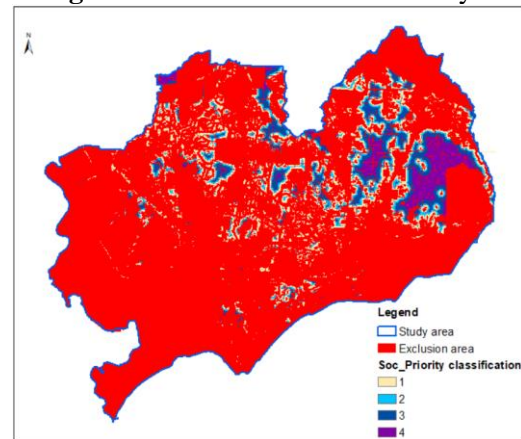 N
Legend
Study area
Exclusion area
Soc_Priority classification
1
2
3
4